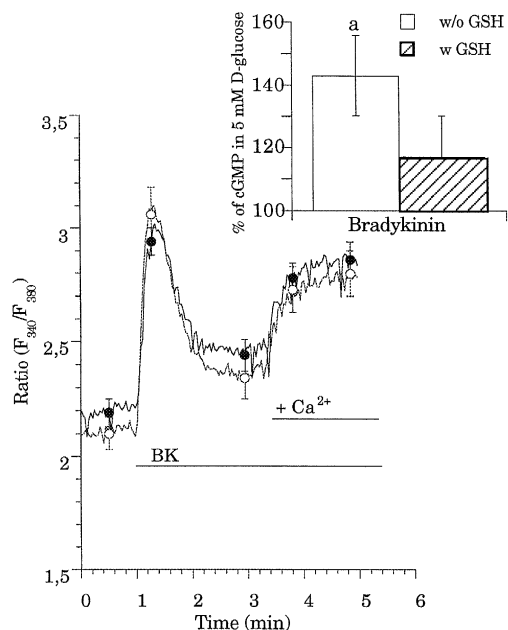 160
140
120
100
% of cGMP in 5 mM D-glucose
a
w/o GSH
w GSH
Bradykinin
3,5
3
2,5
2
1,5
Ratio (F340/F380)
+ Ca2+
BK
0 1 2 3 4 5 6
Time (min)